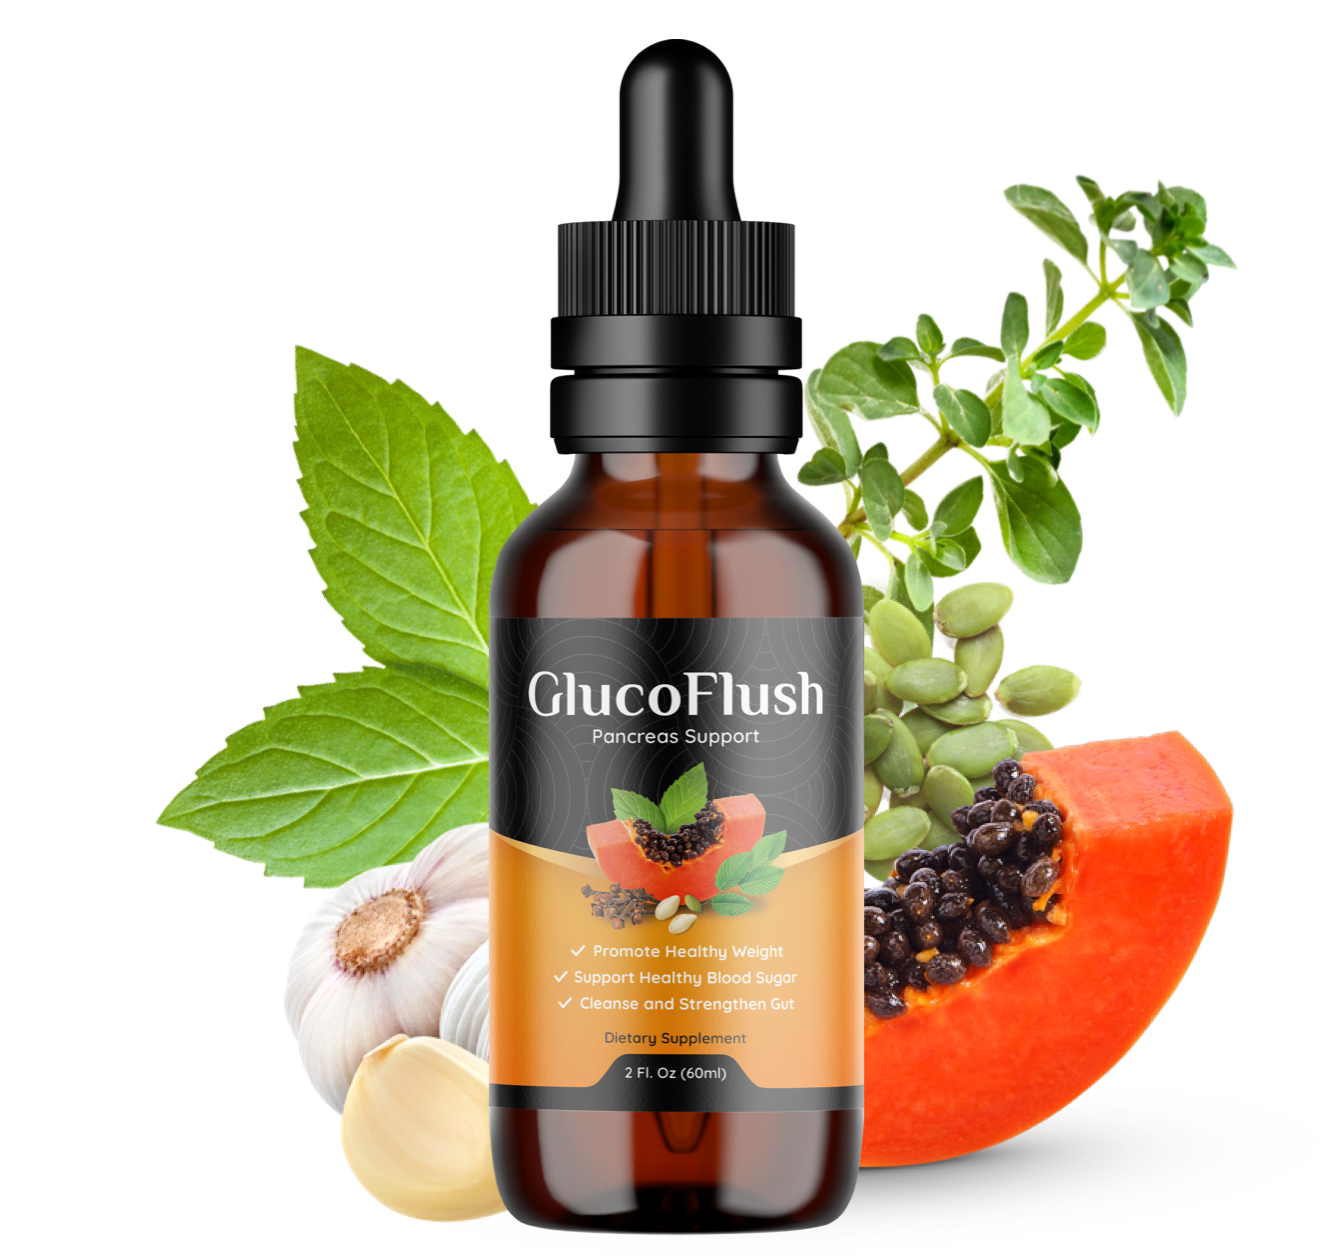 GlucoFlush
Pancreas Support
✓ Promote Healthy Weight
✓ Support Healthy Blood Sugar
✓ Cleanse and Strengthen Gut
Dietary Supplement
2 Fl. Oz (60ml)